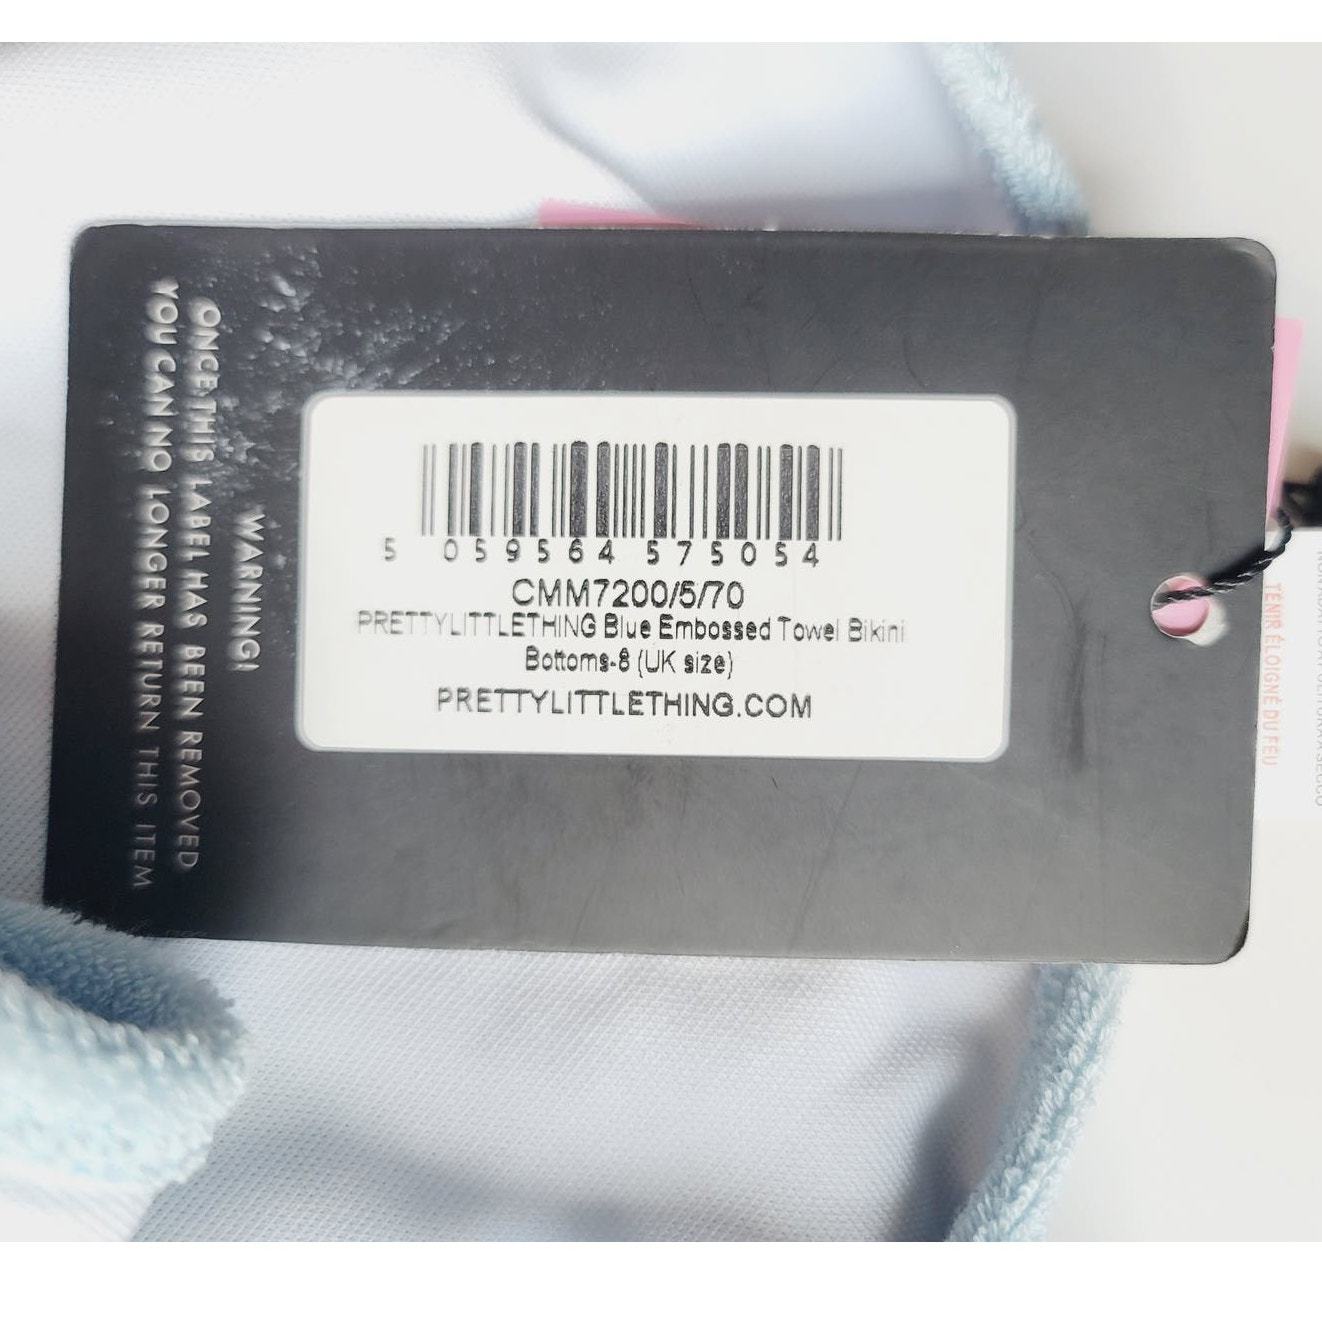 5 059564 575054
CMM7200/5/70
PRETTYLITTLETHING Blue Embossed Towel Bikini
Bottoms-8 (UK size)
PRETTYLITTLETHING.COM
WARNING!
ONCE THIS LABEL HAS BEEN REMOVED
YOU CAN NO LONGER RETURN THIS ITEM
TENIR ÉLOIGNÉ DU FEU